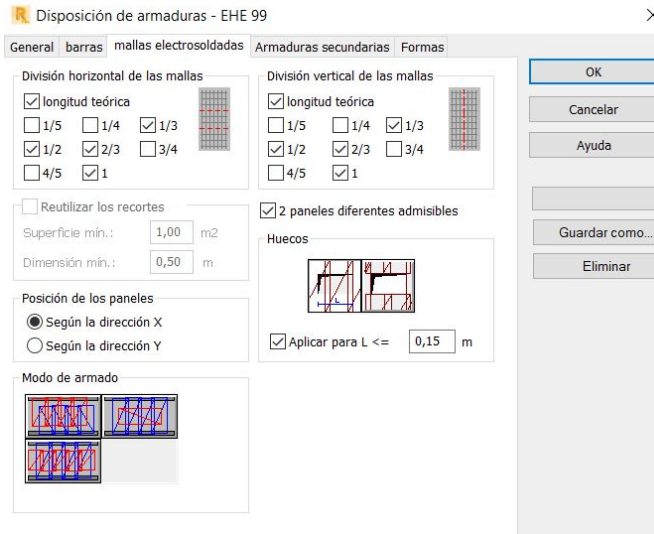 R Disposición de armaduras - EHE 99
General barras mallas electrosoldadas Armaduras secundarias Formas
División horizontal de las mallas
longitud teórica
1/5 1/4 1/3
1/2 2/3 3/4
4/5 1
División vertical de las mallas
longitud teórica
1/5 1/4 1/3
1/2 2/3 3/4
4/5 1
Reutilizar los recortes
Superficie mín.: 1,00 m2
Dimensión mín.: 0,50 m
2 paneles diferentes admisibles
Huecos
L
Aplicar para L <= 0,15 m
Posición de los paneles
Según la dirección X
Según la dirección Y
Modo de armado
OK
Cancelar
Ayuda
Guardar como...
Eliminar